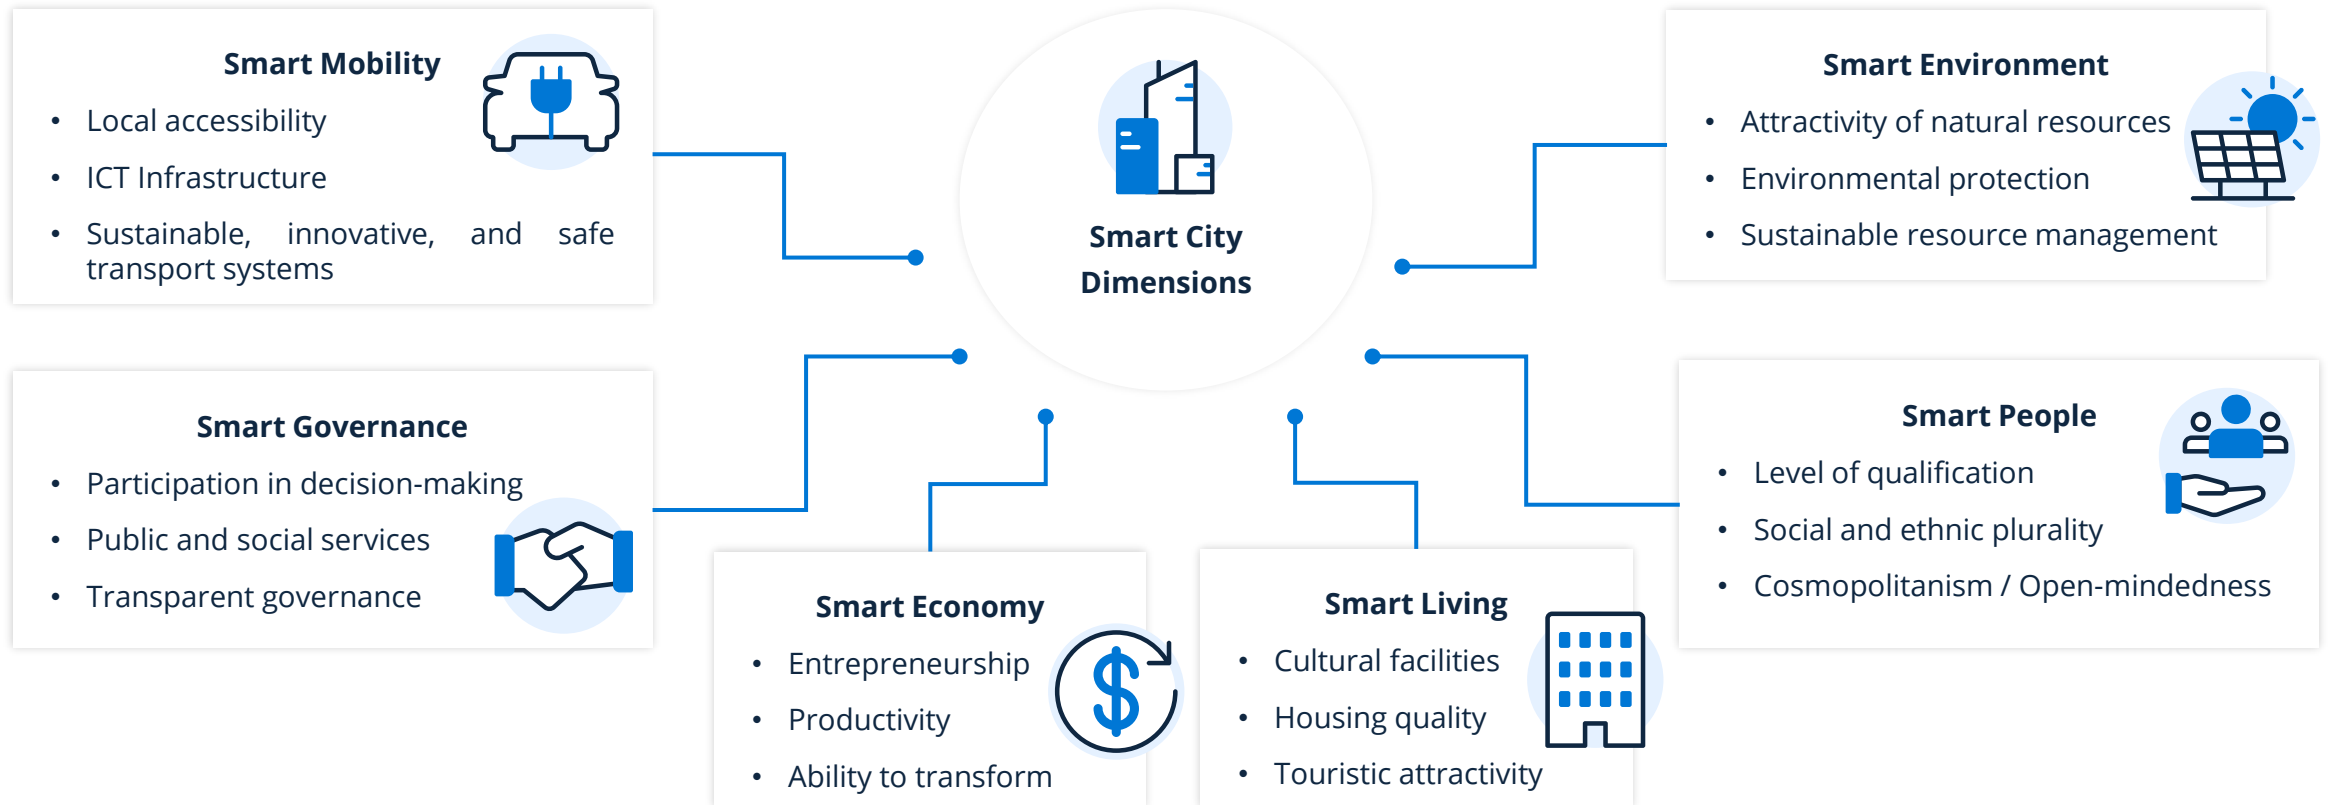 Smart Mobility
Local accessibility
ICT Infrastructure
Sustainable, innovative, and safe
transport systems
Smart City
Dimensions
Smart Environment
Attractivity of natural resources
Environmental protection
Sustainable resource management
Smart Governance
Participation in decision-making
Public and social services
Transparent governance
Smart Economy
Entrepreneurship
Productivity
Ability to transform
Smart Living
Cultural facilities
Housing quality
Touristic attractivity
Smart People
Level of qualification
Social and ethnic plurality
Cosmopolitanism / Open-mindedness